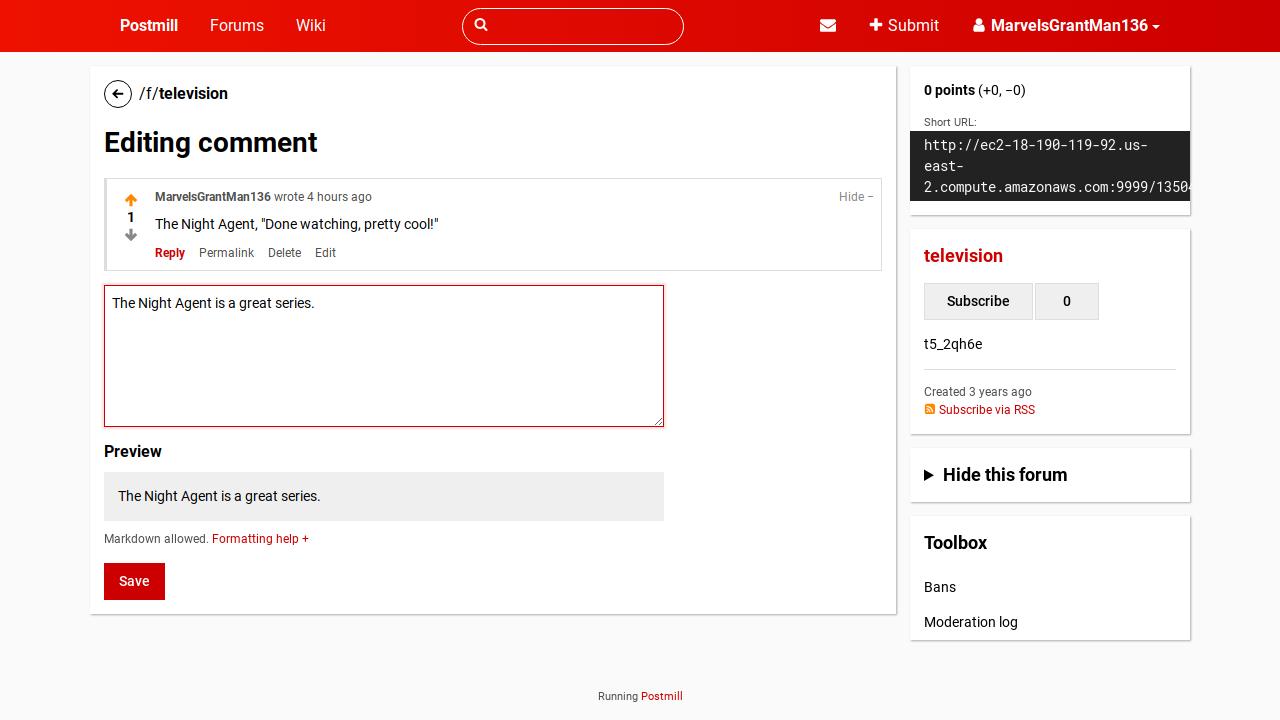 Postmill Forums Wiki Submit MarvelsGrantMan136
/f/television
Editing comment
MarvelsGrantMan136 wrote 4 hours ago Hide −
1
The Night Agent, "Done watching, pretty cool!"
Reply Permalink Delete Edit
The Night Agent is a great series.
Preview
The Night Agent is a great series.
Markdown allowed. Formatting help +
Save
0 points (+0, −0)
Short URL:
http://ec2-18-190-119-92.us-
east-
2.compute.amazonaws.com:9999/13504
television
Subscribe 0
t5_2qh6e
Created 3 years ago
Subscribe via RSS
Hide this forum
Toolbox
Bans
Moderation log
Running Postmill